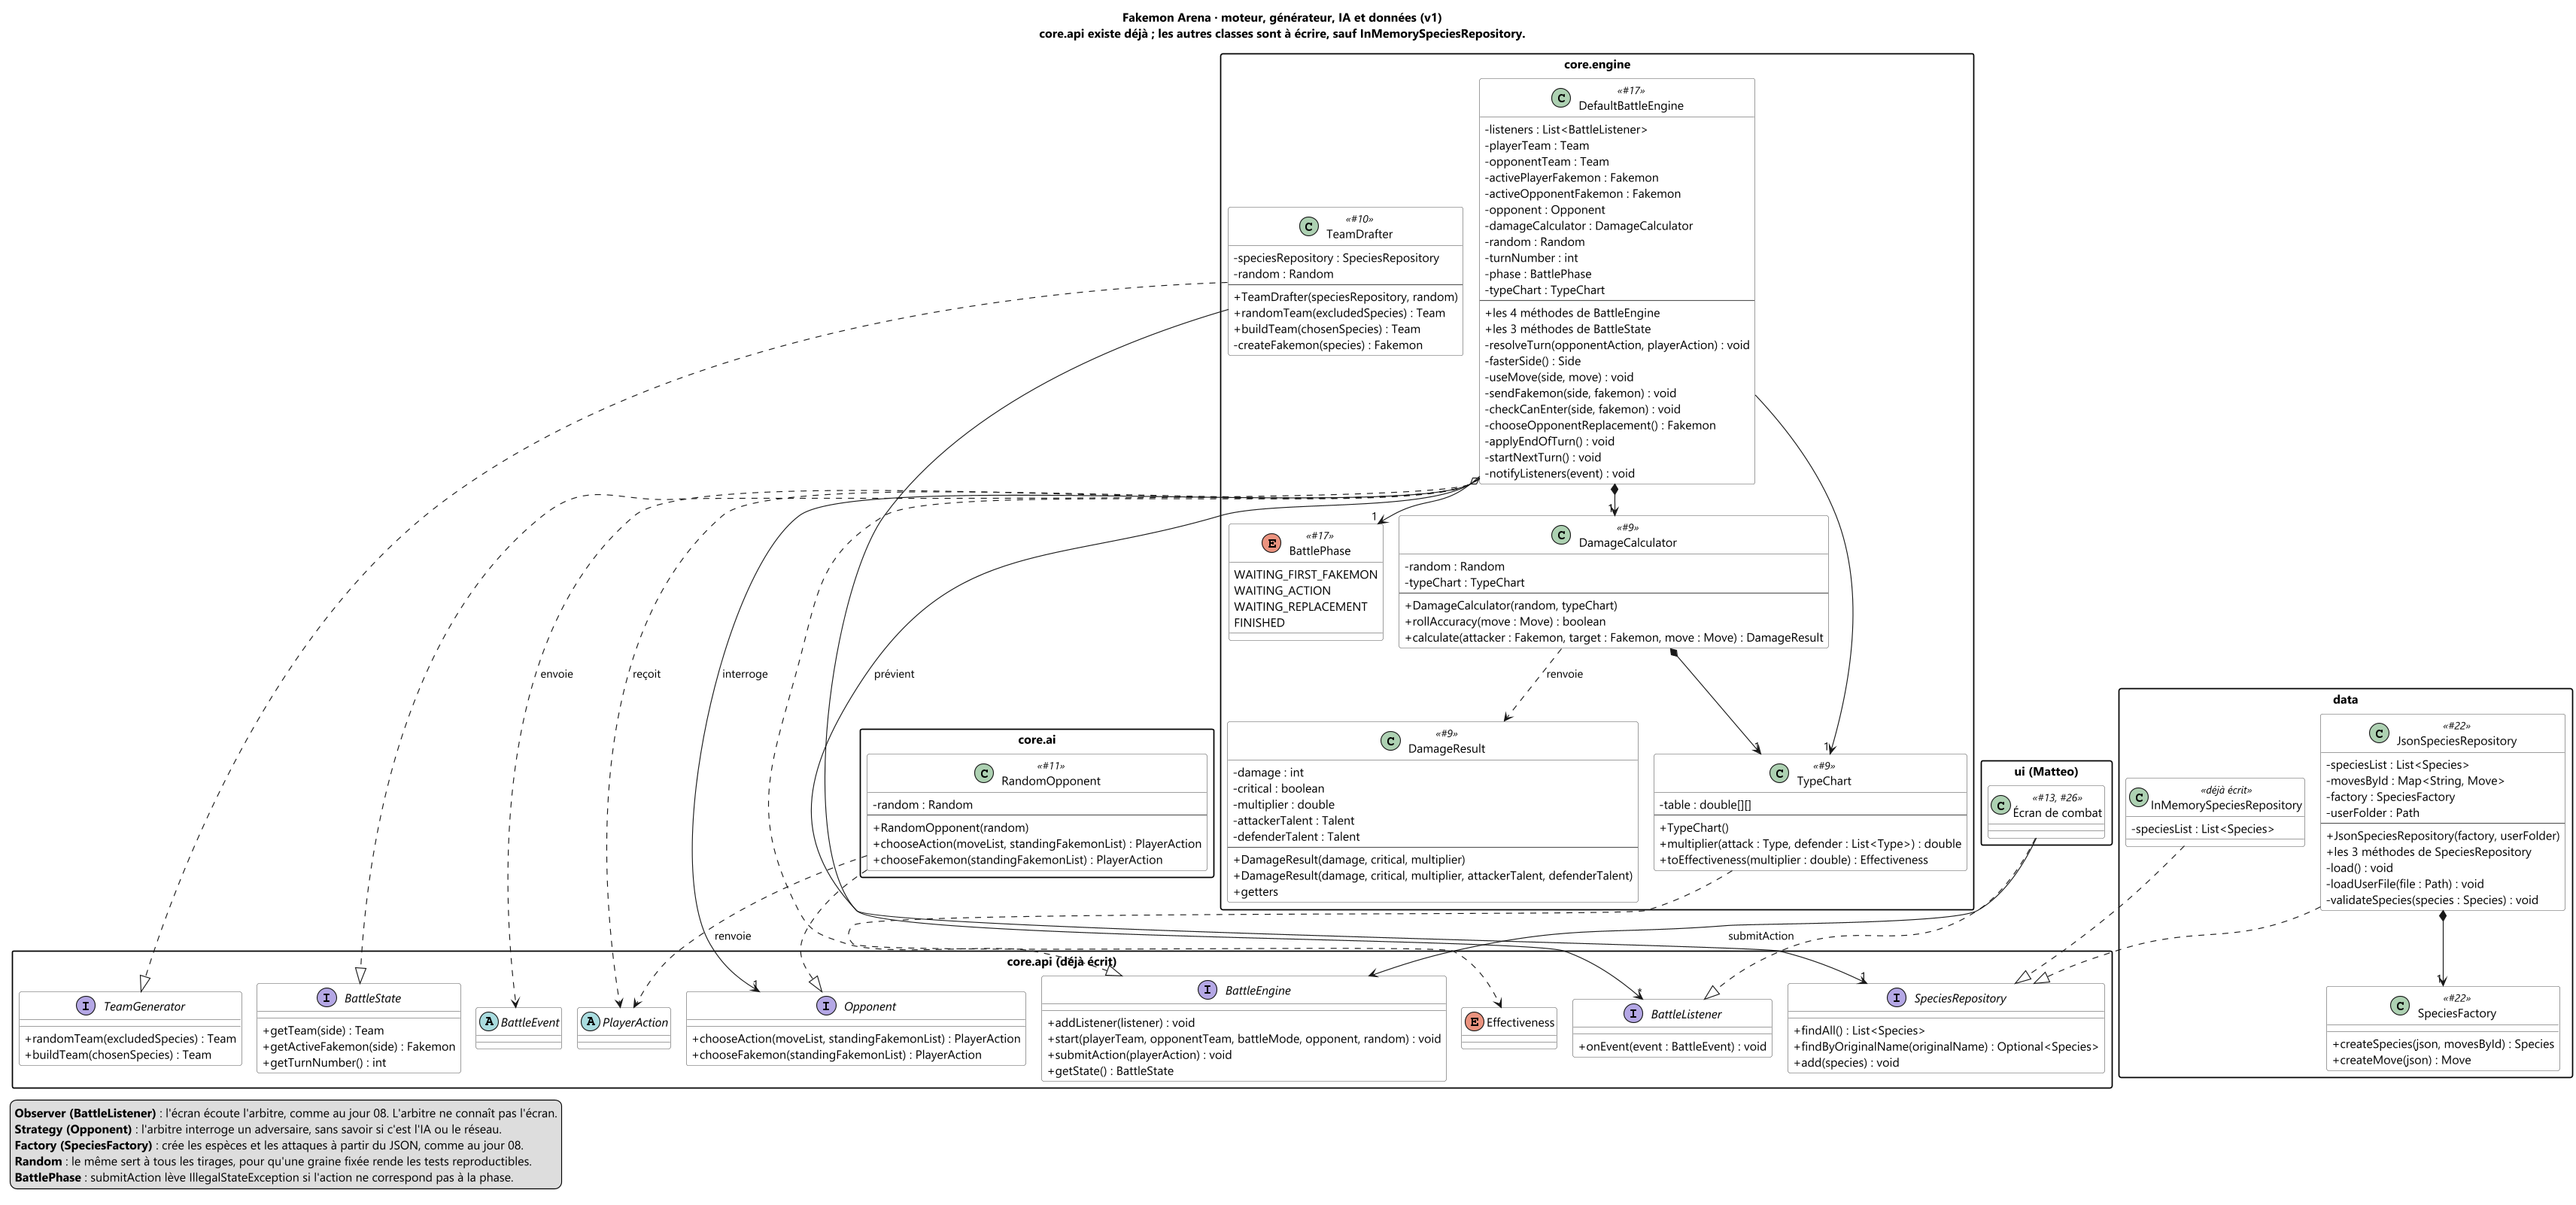 Fakemon Arena · moteur, générateur, IA et données (v1)
core.api existe déjà ; les autres classes sont à écrire, sauf InMemorySpeciesRepository.
core.engine
C «#17»
DefaultBattleEngine
-listeners : List<BattleListener>
-playerTeam : Team
-opponentTeam : Team
-activePlayerFakemon : Fakemon
-activeOpponentFakemon : Fakemon
-opponent : Opponent
-damageCalculator : DamageCalculator
-random : Random
-turnNumber : int
-phase : BattlePhase
-typeChart : TypeChart
+les 4 méthodes de BattleEngine
+les 3 méthodes de BattleState
-resolveTurn(opponentAction, playerAction) : void
-fasterSide() : Side
-useMove(side, move) : void
-sendFakemon(side, fakemon) : void
-checkCanEnter(side, fakemon) : void
-chooseOpponentReplacement() : Fakemon
-applyEndOfTurn() : void
-startNextTurn() : void
-notifyListeners(event) : void
C «#10»
TeamDrafter
-speciesRepository : SpeciesRepository
-random : Random
+TeamDrafter(speciesRepository, random)
+randomTeam(excludedSpecies) : Team
+buildTeam(chosenSpecies) : Team
-createFakemon(species) : Fakemon
1
1
E «#17»
BattlePhase
WAITING_FIRST_FAKEMON
WAITING_ACTION
WAITING_REPLACEMENT
FINISHED
C «#9»
DamageCalculator
-random : Random
-typeChart : TypeChart
+DamageCalculator(random, typeChart)
+rollAccuracy(move : Move) : boolean
+calculate(attacker : Fakemon, target : Fakemon, move : Move) : DamageResult
envoie
reçoit
interroge
prévient
renvoie
1
1
C «#9»
DamageResult
-damage : int
-critical : boolean
-multiplier : double
-attackerTalent : Talent
-defenderTalent : Talent
+DamageResult(damage, critical, multiplier)
+DamageResult(damage, critical, multiplier, attackerTalent, defenderTalent)
+getters
C «#9»
TypeChart
-table : double[][]
+TypeChart()
+multiplier(attack : Type, defender : List<Type>) : double
+toEffectiveness(multiplier : double) : Effectiveness
core.ai
C «#11»
RandomOpponent
-random : Random
+RandomOpponent(random)
+chooseAction(moveList, standingFakemonList) : PlayerAction
+chooseFakemon(standingFakemonList) : PlayerAction
ui (Matteo)
C «#13, #26»
Écran de combat
data
C «déjà écrit»
InMemorySpeciesRepository
-speciesList : List<Species>
C «#22»
JsonSpeciesRepository
-speciesList : List<Species>
-movesById : Map<String, Move>
-factory : SpeciesFactory
-userFolder : Path
+JsonSpeciesRepository(factory, userFolder)
+les 3 méthodes de SpeciesRepository
-load() : void
-loadUserFile(file : Path) : void
-validateSpecies(species : Species) : void
1
C «#22»
SpeciesFactory
+createSpecies(json, movesById) : Species
+createMove(json) : Move
renvoie
submitAction
core.api (déjà écrit)
I TeamGenerator
+randomTeam(excludedSpecies) : Team
+buildTeam(chosenSpecies) : Team
I BattleState
+getTeam(side) : Team
+getActiveFakemon(side) : Fakemon
+getTurnNumber() : int
A BattleEvent
A PlayerAction
1
I Opponent
+chooseAction(moveList, standingFakemonList) : PlayerAction
+chooseFakemon(standingFakemonList) : PlayerAction
I BattleEngine
+addListener(listener) : void
+start(playerTeam, opponentTeam, battleMode, opponent, random) : void
+submitAction(playerAction) : void
+getState() : BattleState
E Effectiveness
*
I BattleListener
+onEvent(event : BattleEvent) : void
1
I SpeciesRepository
+findAll() : List<Species>
+findByOriginalName(originalName) : Optional<Species>
+add(species) : void
Observer (BattleListener) : l'écran écoute l'arbitre, comme au jour 08. L'arbitre ne connaît pas l'écran.
Strategy (Opponent) : l'arbitre interroge un adversaire, sans savoir si c'est l'IA ou le réseau.
Factory (SpeciesFactory) : crée les espèces et les attaques à partir du JSON, comme au jour 08.
Random : le même sert à tous les tirages, pour qu'une graine fixée rende les tests reproductibles.
BattlePhase : submitAction lève IllegalStateException si l'action ne correspond pas à la phase.